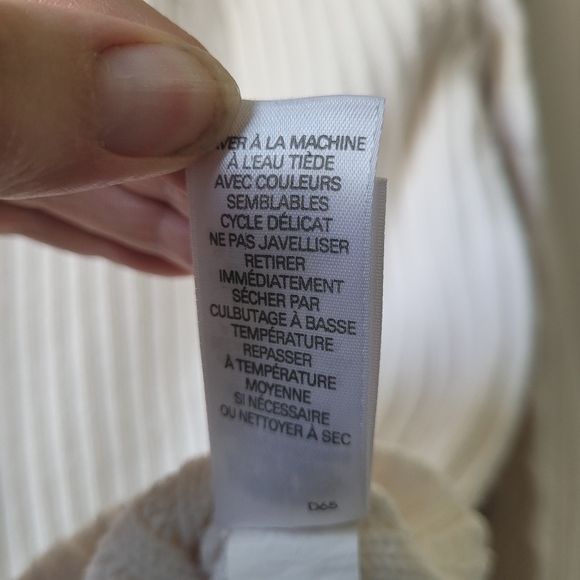 À LA MACHINE
À L'EAU TIÈDE
AVEC COULEURS
SEMBLABLES
CYCLE DÉLICAT
NE PAS JAVELLISER
RETIRER
IMMÉDIATEMENT
SÉCHER PAR
CULBUTAGE À BASSE
TEMPÉRATURE
REPASSER
À TEMPÉRATURE
MOYENNE
SI NÉCESSAIRE
OU NETTOYER À SEC
D65